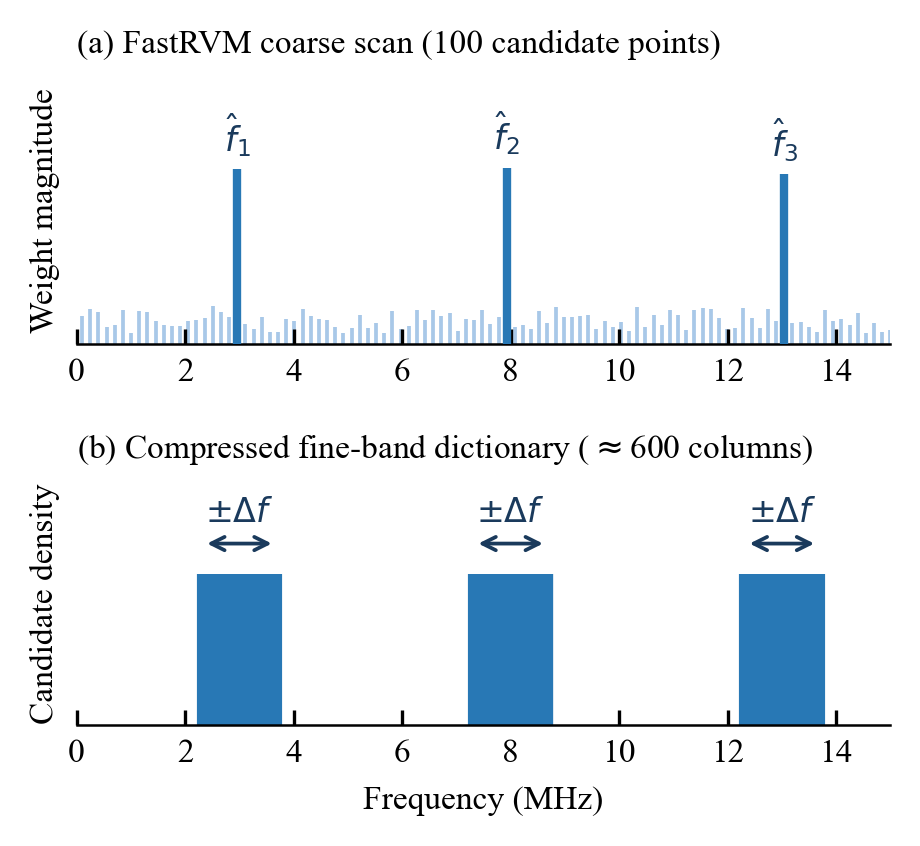 (a) FastRVM coarse scan (100 candidate points)
Weight magnitude
f̂₁ f̂₂ f̂₃
0 2 4 6 8 10 12 14
(b) Compressed fine-band dictionary ( ≈ 600 columns)
Candidate density
±Δf ±Δf ±Δf
0 2 4 6 8 10 12 14
Frequency (MHz)